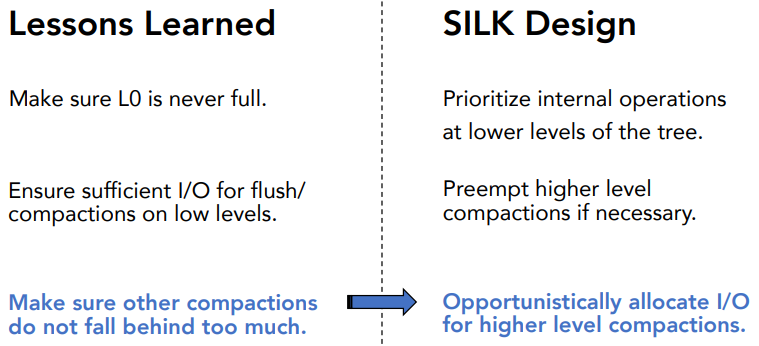 Lessons Learned
Make sure L0 is never full.
Ensure sufficient I/O for flush/
compactions on low levels.
Make sure other compactions
do not fall behind too much.
SILK Design
Prioritize internal operations
at lower levels of the tree.
Preempt higher level
compactions if necessary.
Opportunistically allocate I/O
for higher level compactions.